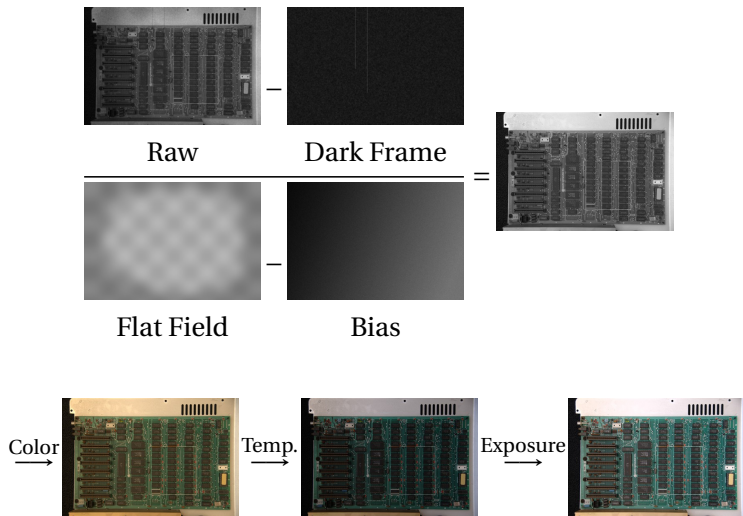 −
Raw Dark Frame
=
−
Flat Field Bias
Color Temp. Exposure